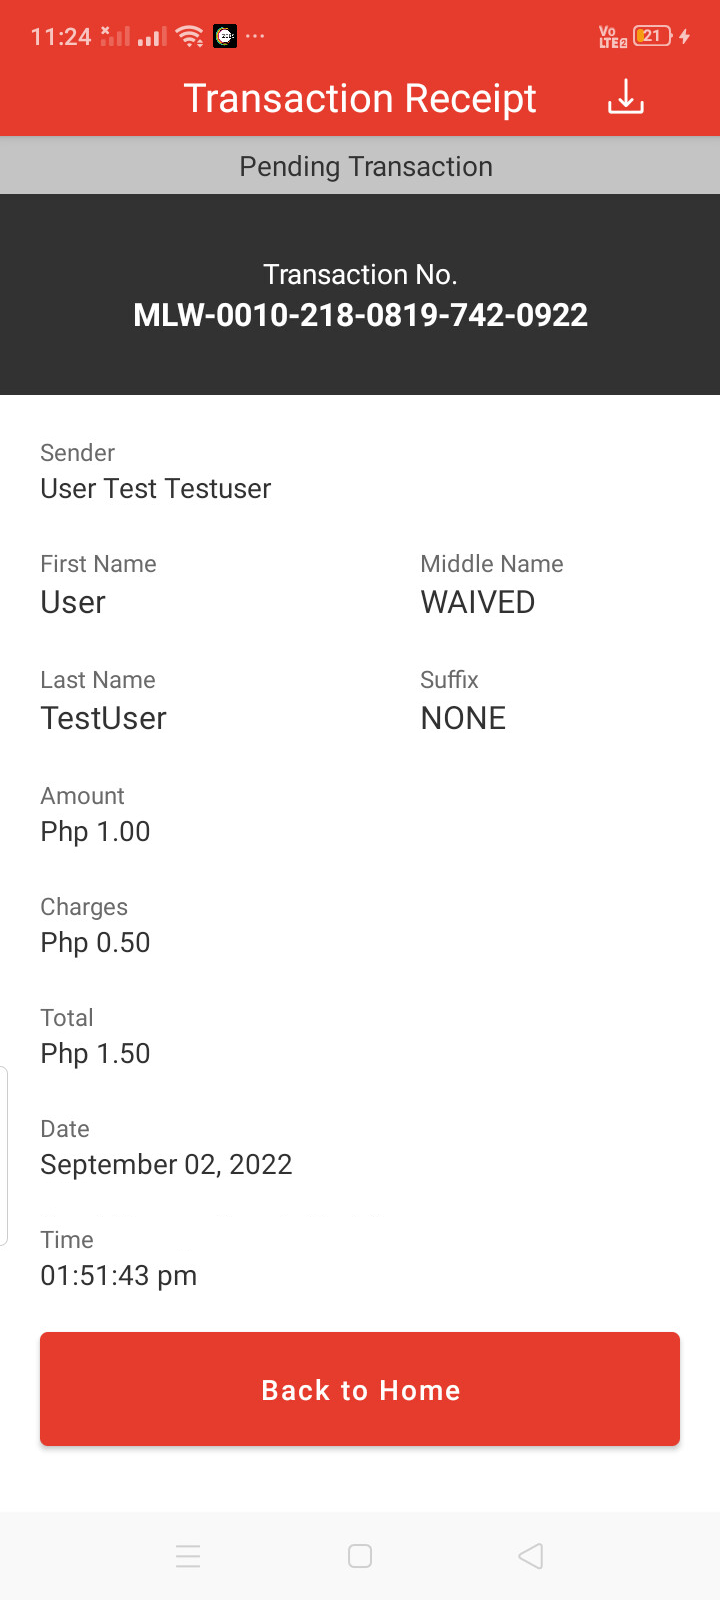 11:24
Vo LTE2 21
Transaction Receipt
Pending Transaction
Transaction No.
MLW-0010-218-0819-742-0922
Sender
User Test Testuser
First Name Middle Name
User WAIVED
Last Name Suffix
TestUser NONE
Amount
Php 1.00
Charges
Php 0.50
Total
Php 1.50
Date
September 02, 2022
Time
01:51:43 pm
Back to Home